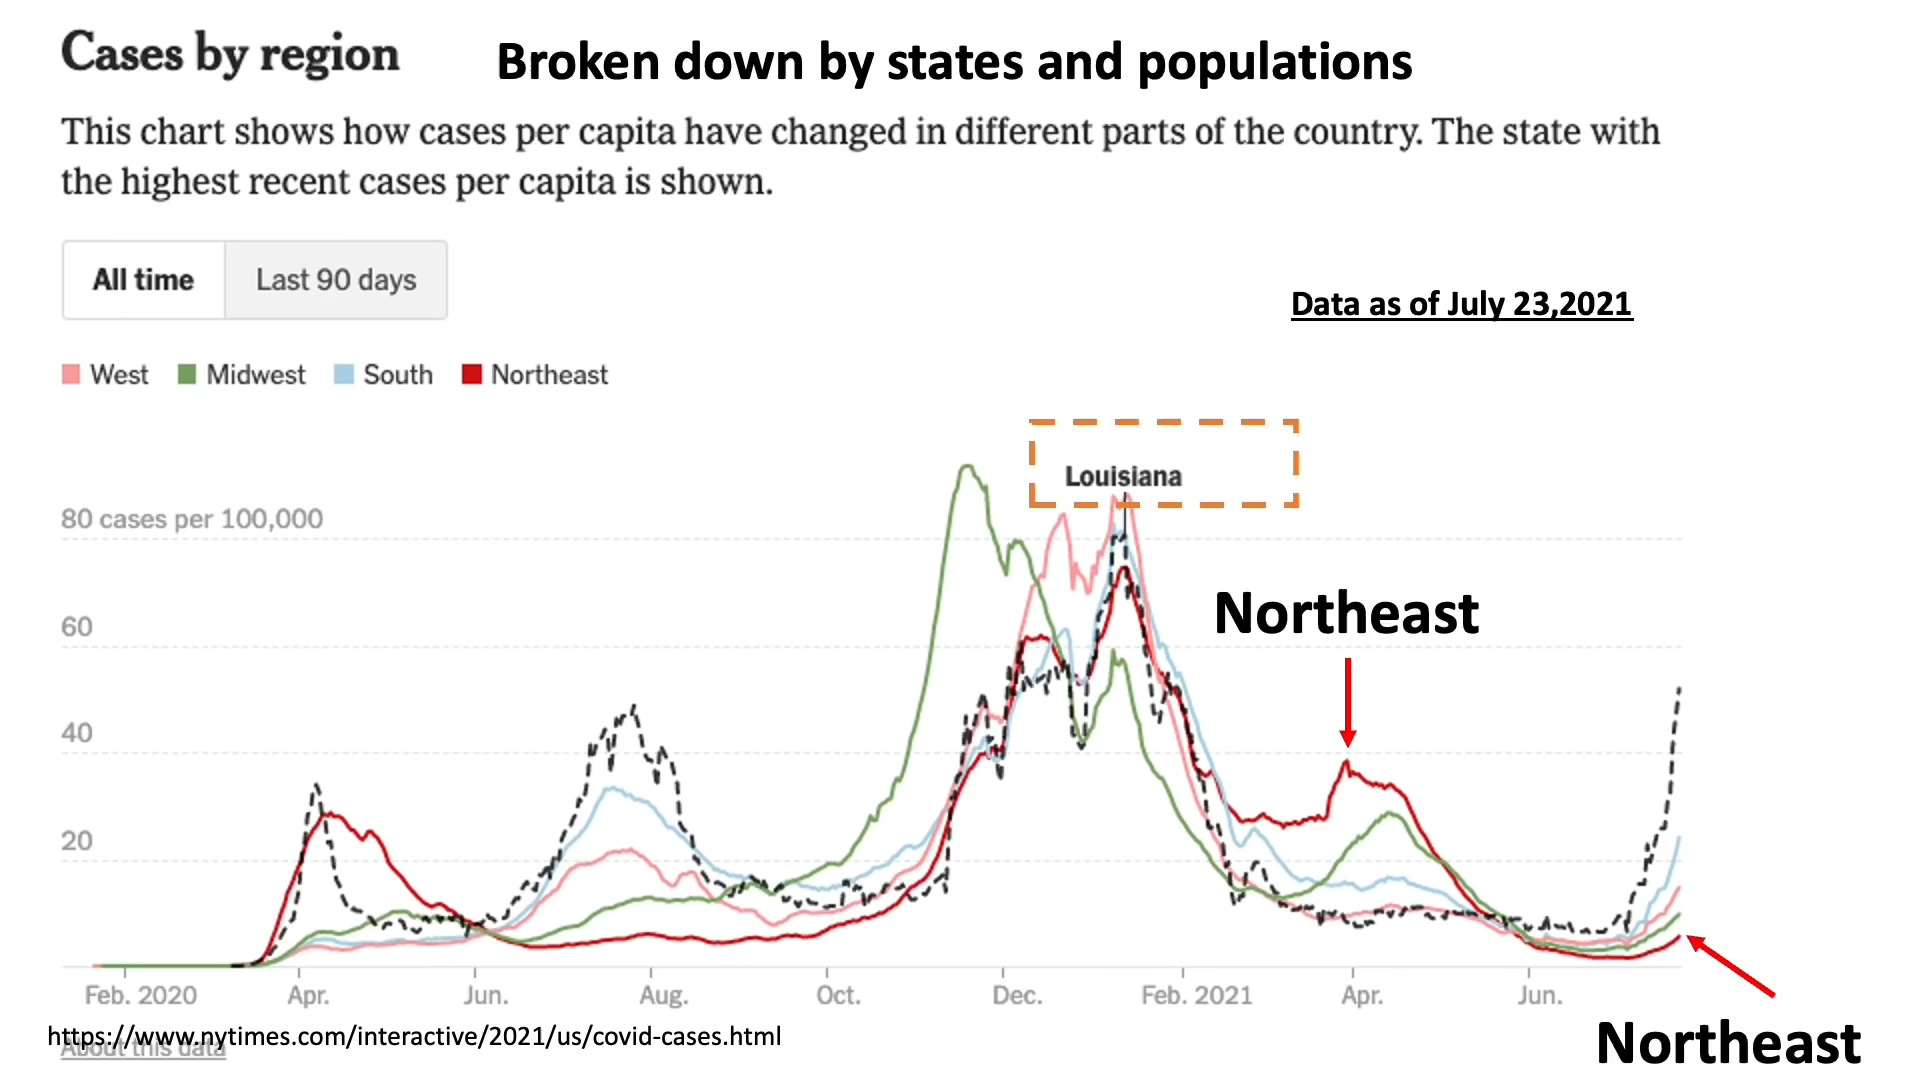 Cases by region
Broken down by states and populations
This chart shows how cases per capita have changed in different parts of the country. The state with
the highest recent cases per capita is shown.
All time
Last 90 days
Data as of July 23,2021
West
Midwest
South
Northeast
Louisiana
80 cases per 100,000
Northeast
60
40
20
Feb. 2020
Apr.
Jun.
Aug.
Oct.
Dec.
Feb. 2021
Apr.
Jun.
https://www.nytimes.com/interactive/2021/us/covid-cases.html
About this data
Northeast